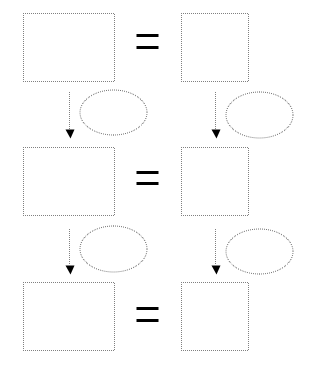 =
=
=